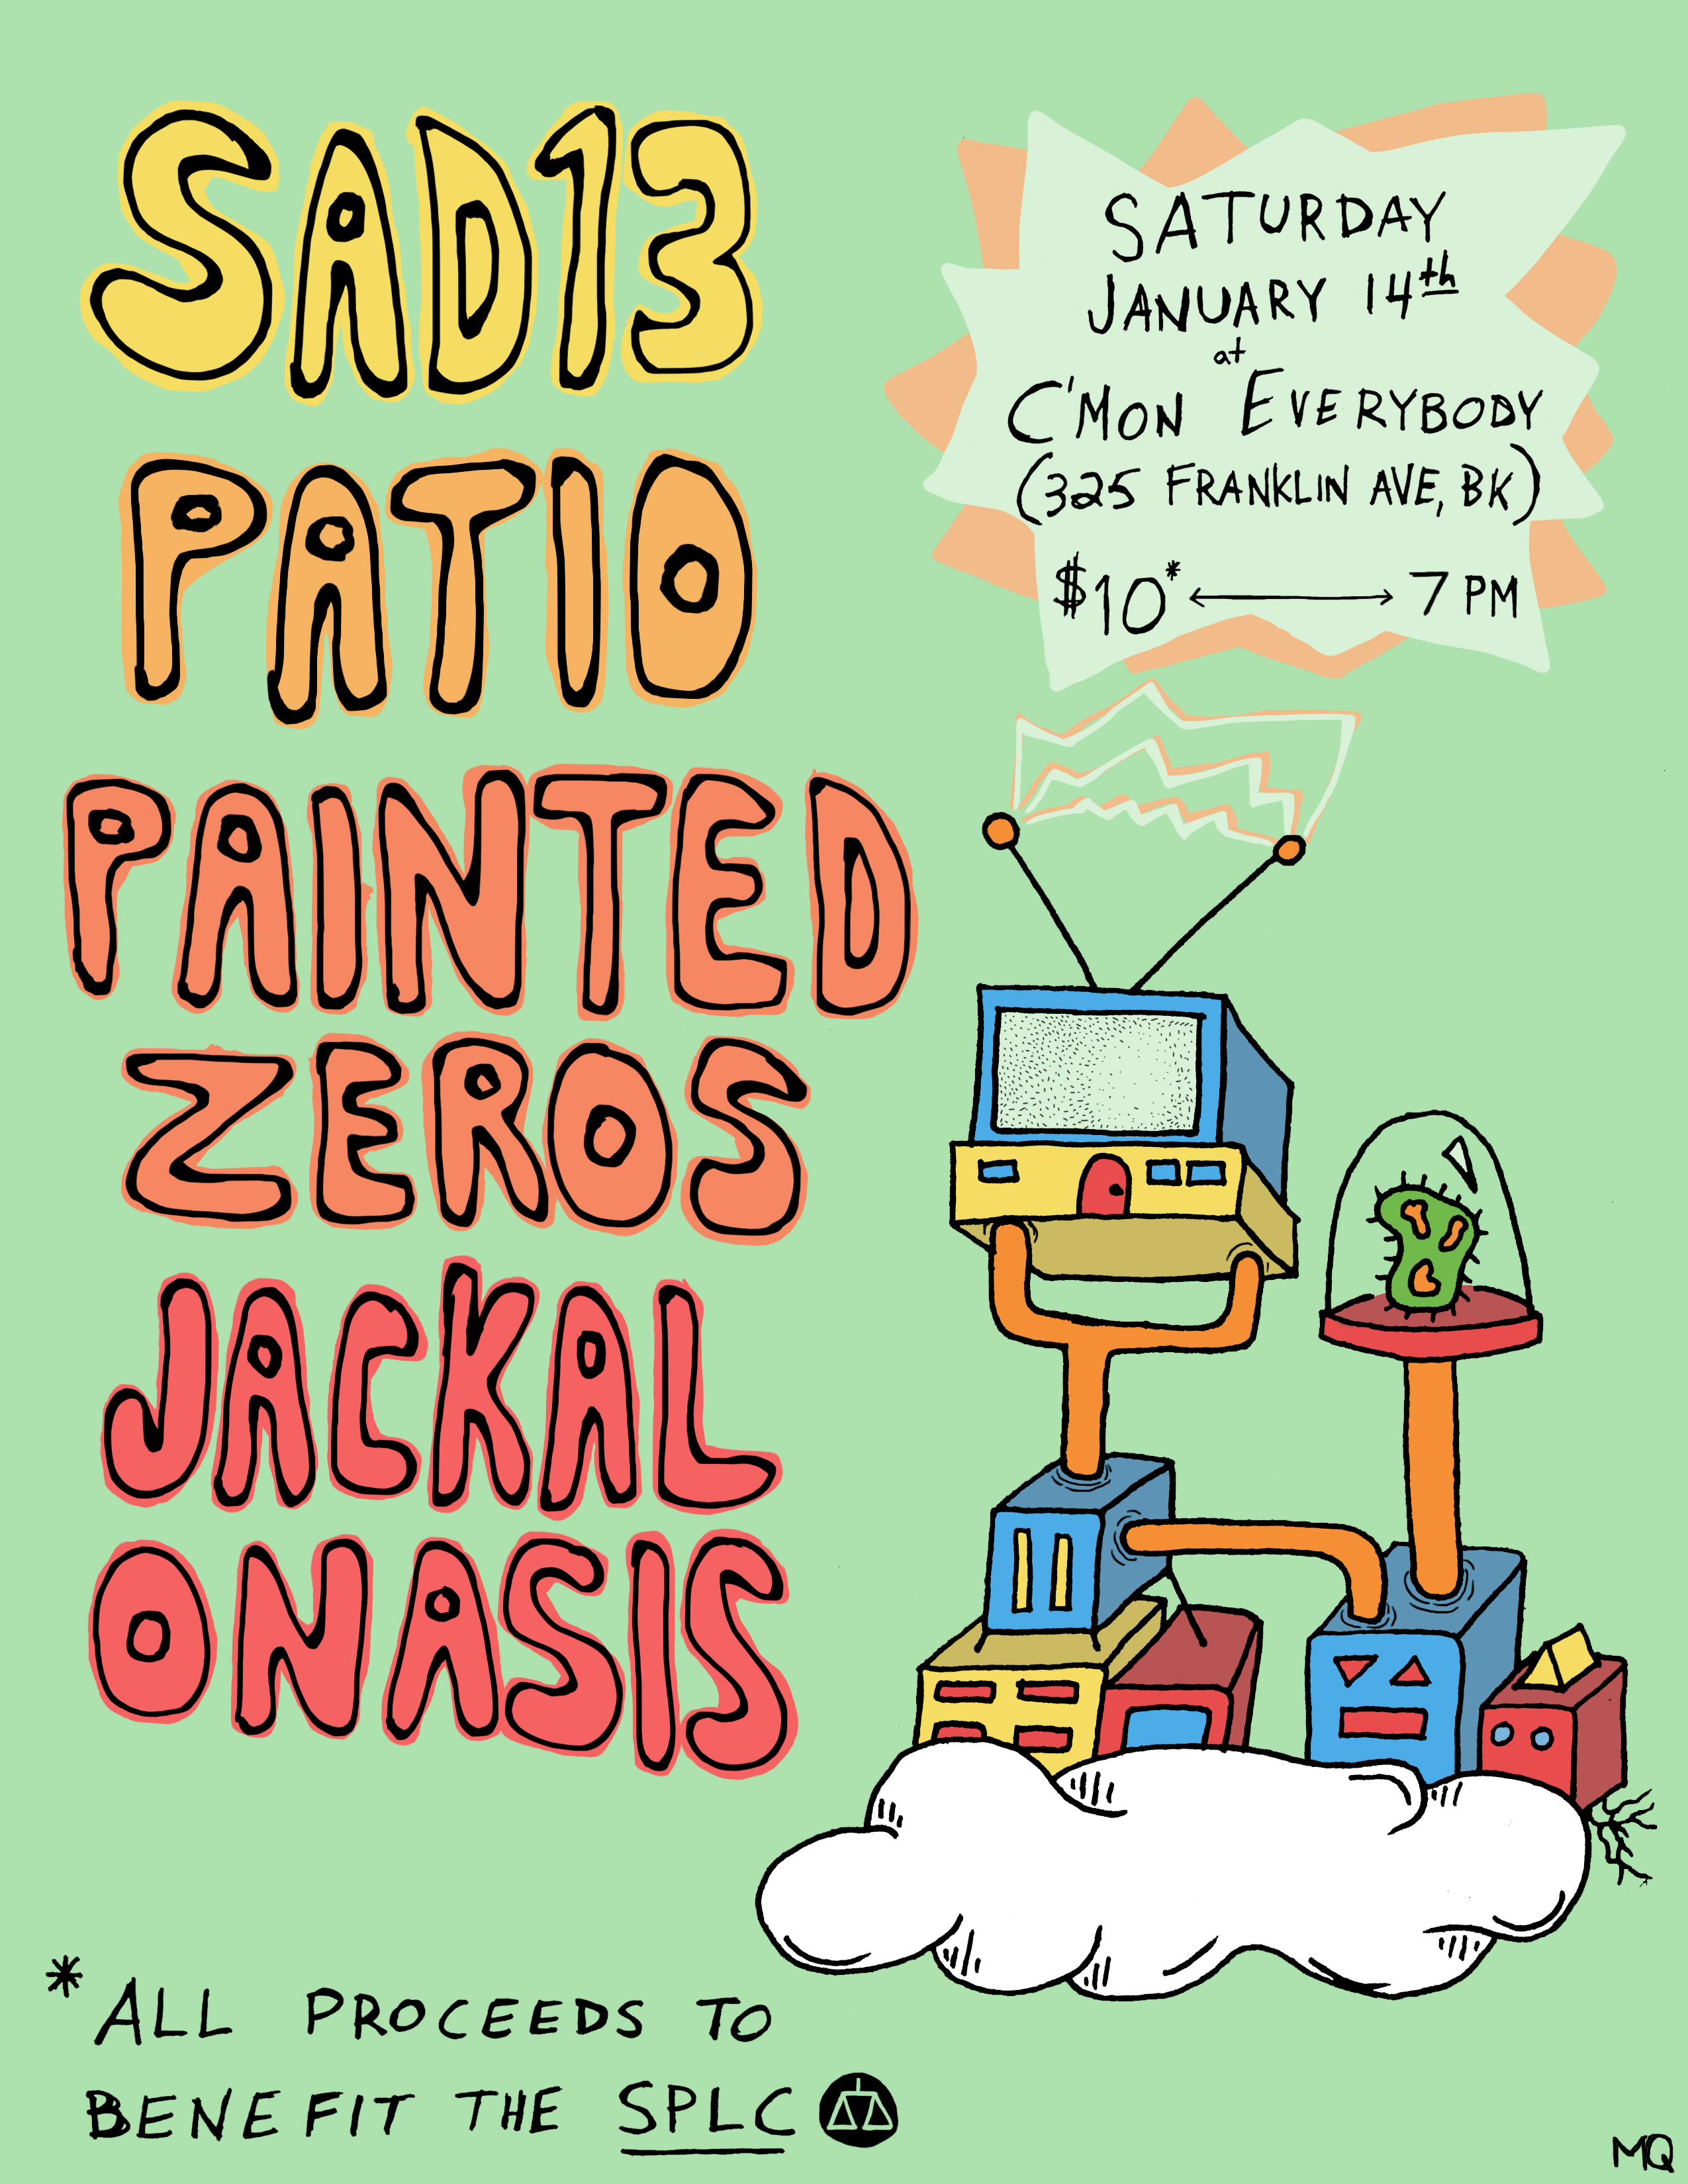 SAD13
PATIO
PAINTED
ZEROS
JACKAL
ONASIS
SATURDAY
JANUARY 14th
at
C'MON EVERYBODY
(325 FRANKLIN AVE, BK)
$10* 7 PM
* ALL PROCEEDS TO
BENEFIT THE SPLC
MQ